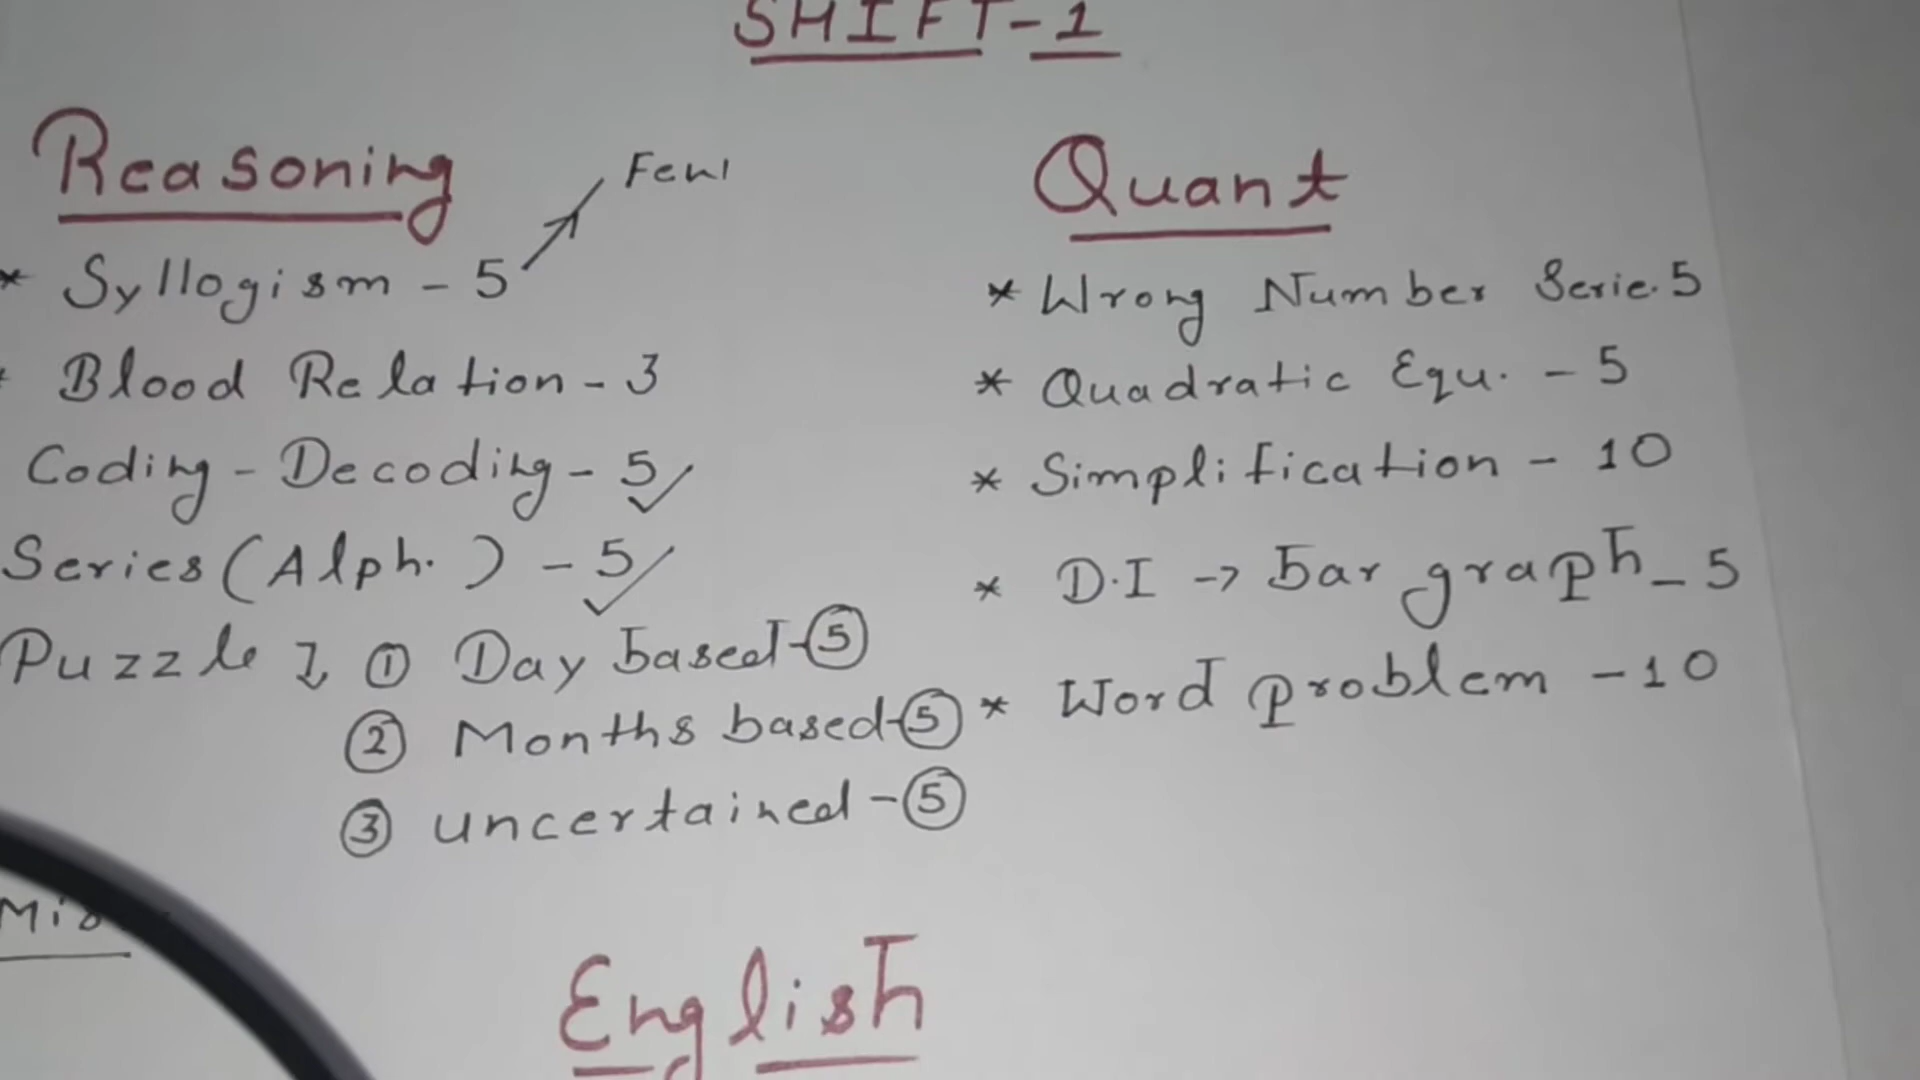 SHIFT-1
Reasoning
Few
* Syllogism - 5
Blood Relation - 3
Coding - Decoding - 5
Series (Alph.) - 5
Puzzle ① Day based - ⑤
② Months based - ⑤
③ uncertained - ⑤
Quant
* Wrong Number Serie. 5
* Quadratic Equ. - 5
* Simplification - 10
* D.I → bar graph - 5
* Word problem - 10
English